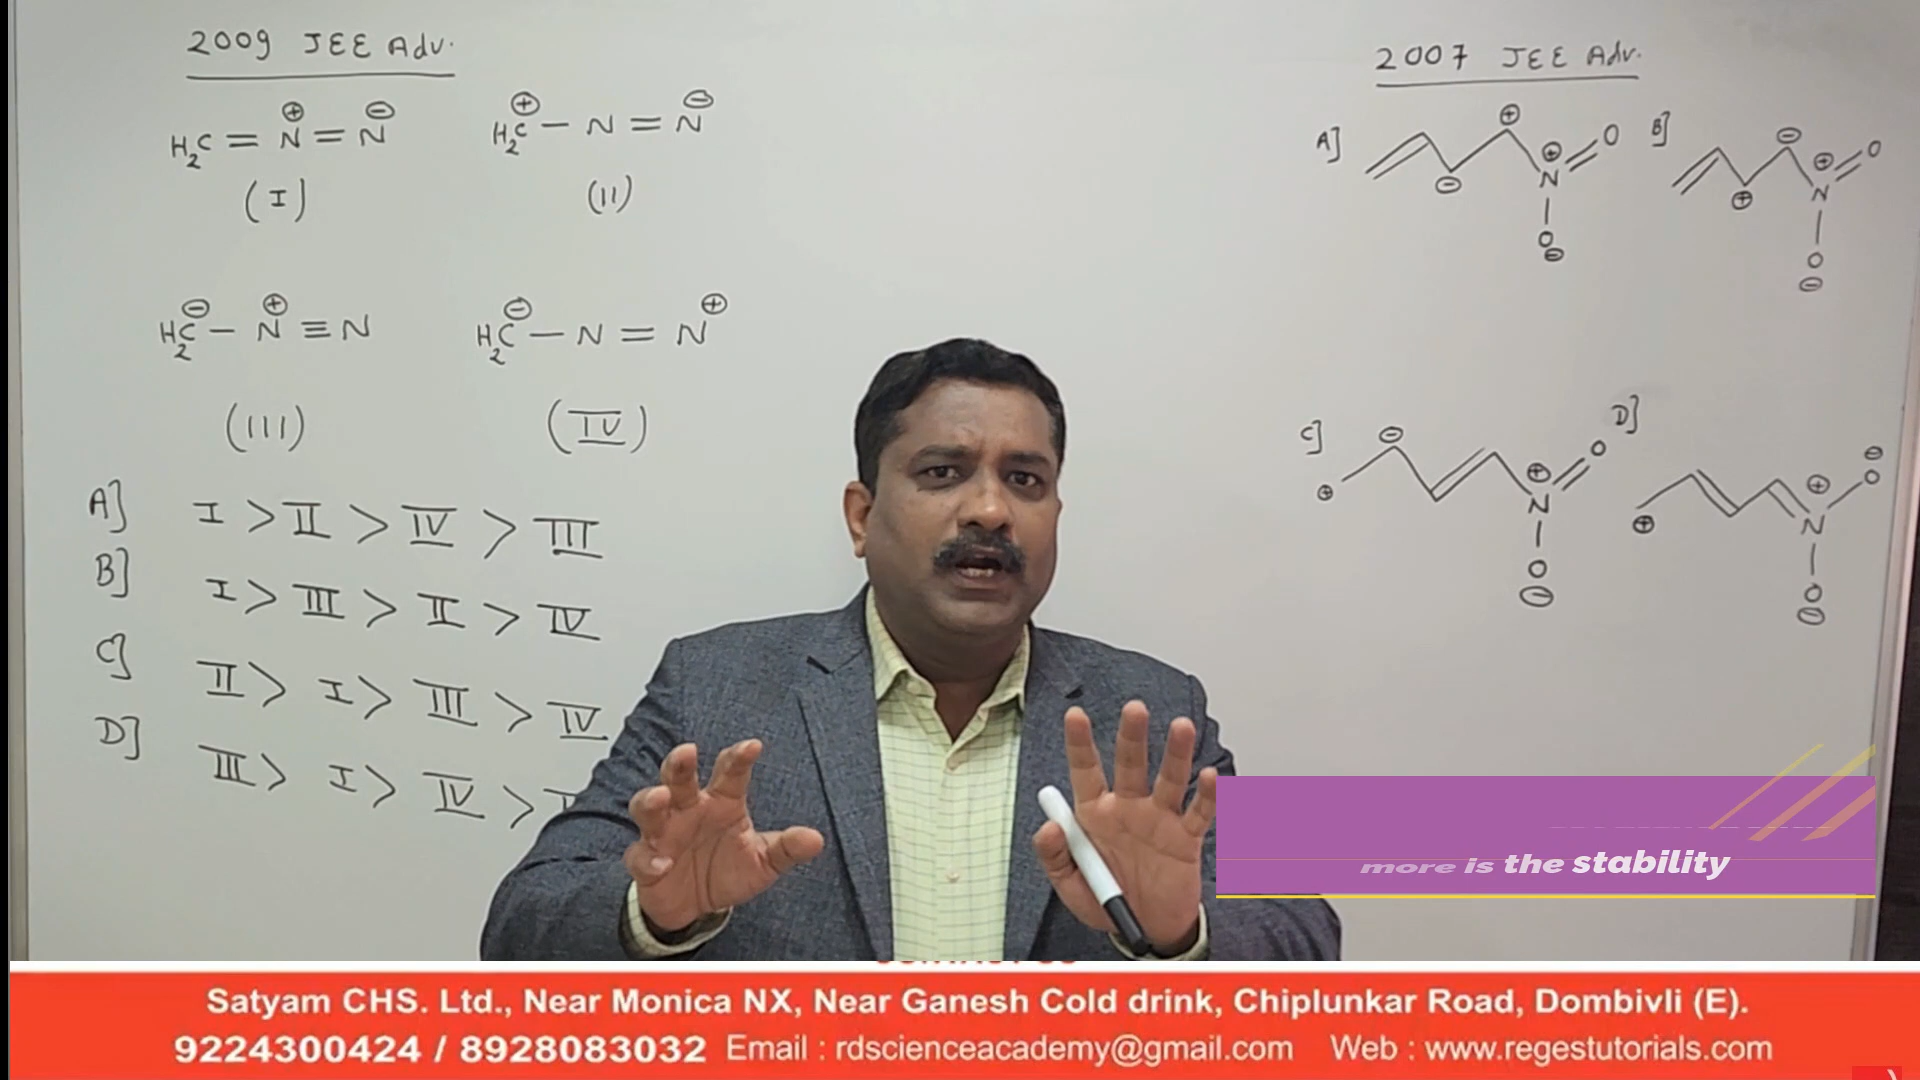 2009 JEE Adv.
H₂C = N⊕ = N⊖
(I)
H₂C⊕ - N = N⊖
(II)
H₂C⊖ - N⊕ ≡ N
(III)
H₂C⊖ - N = N⊕
(IV)
A] I > II > IV > III
B] I > III > II > IV
C] II > I > III > IV
D] III > I > IV >
2007 JEE Adv.
A] ⊖ ⊕ N⊕ O
O⊖
B] ⊕ ⊖ N⊕ O
O⊖
C] ⊕ ⊖ N⊕ O
O⊖
D] ⊕ N⊕ O⊖
O⊖
more is the stability
Satyam CHS. Ltd., Near Monica NX, Near Ganesh Cold drink, Chiplunkar Road, Dombivli (E).
9224300424 / 8928083032 Email : rdscienceacademy@gmail.com Web : www.regestutorials.com